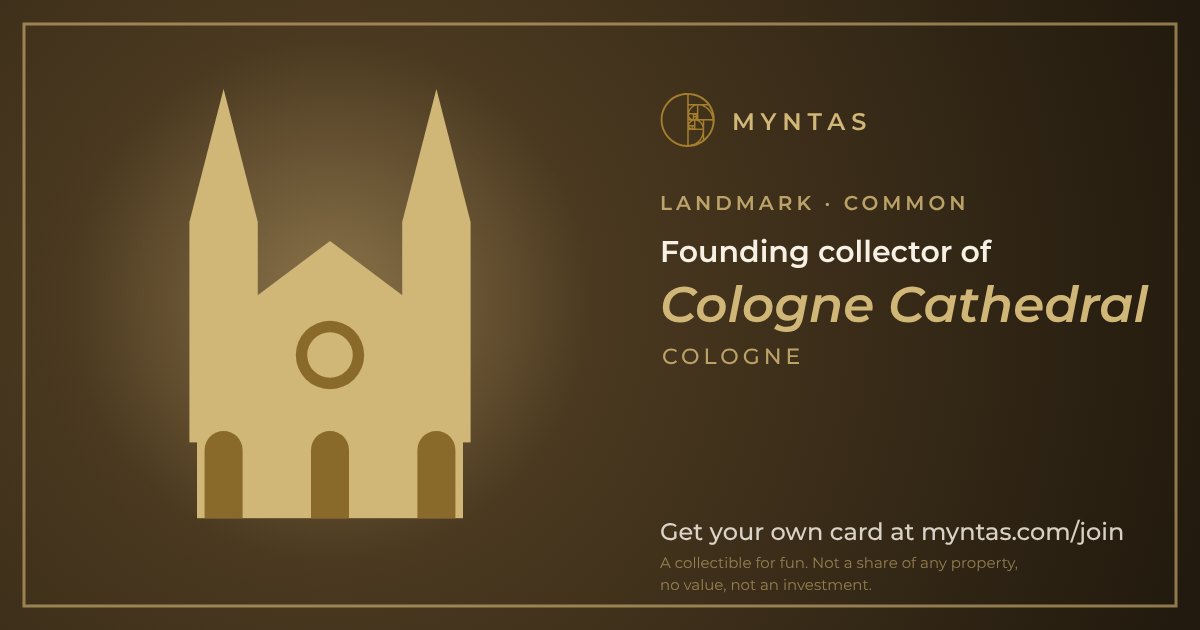 MYNTAS
LANDMARK · COMMON
Founding collector of
Cologne Cathedral
COLOGNE
Get your own card at myntas.com/join
A collectible for fun. Not a share of any property,
no value, not an investment.